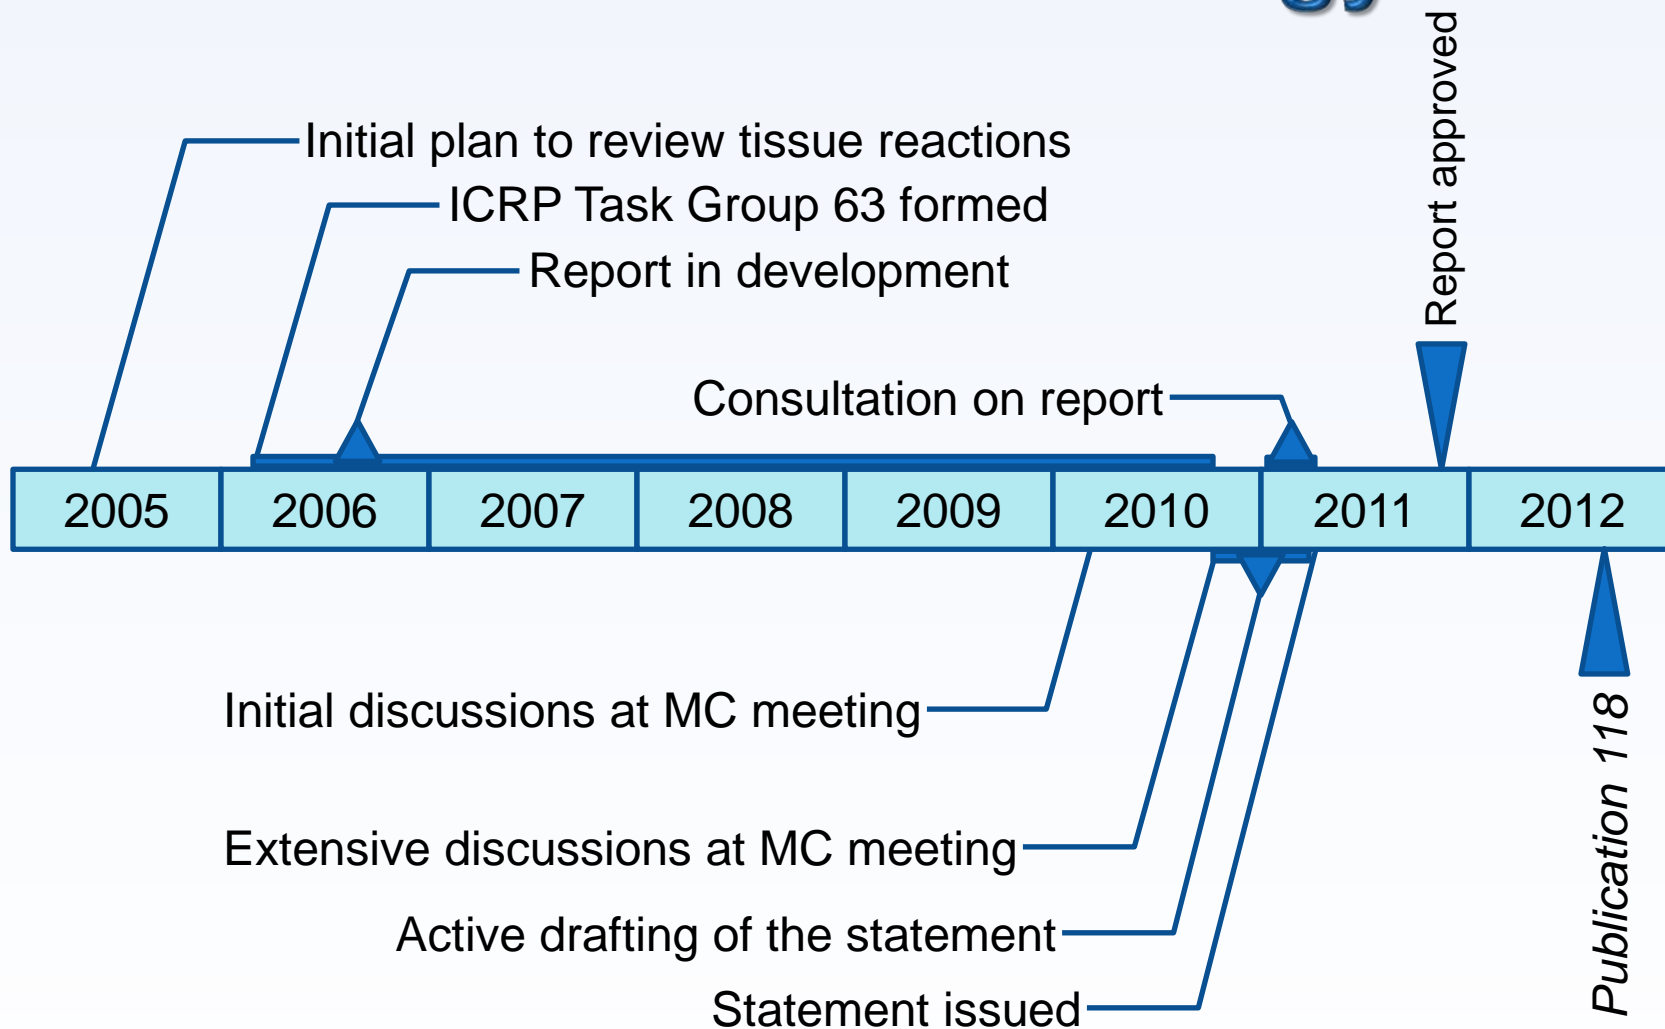 Report approved
Initial plan to review tissue reactions
ICRP Task Group 63 formed
Report in development
Consultation on report
2005 2006 2007 2008 2009 2010 2011 2012
Initial discussions at MC meeting
Extensive discussions at MC meeting
Active drafting of the statement
Statement issued
Publication 118